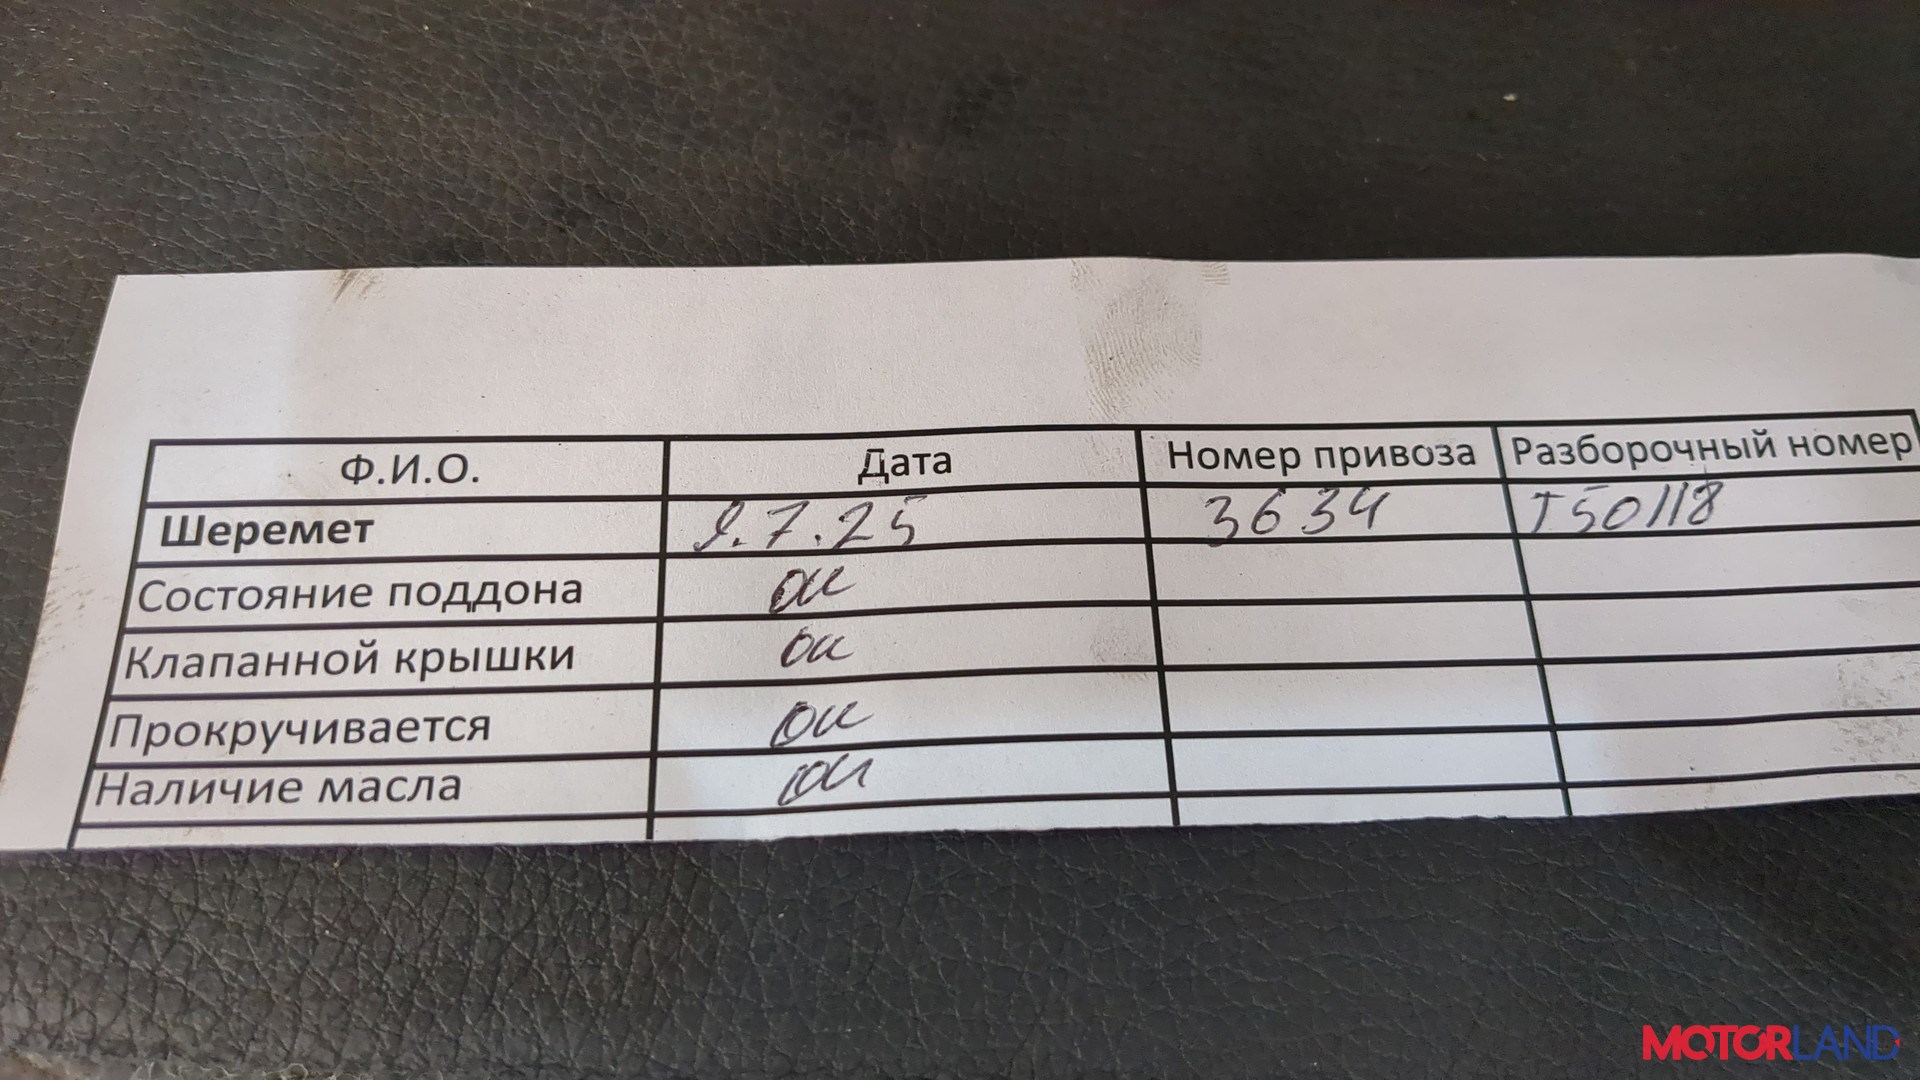 Ф.И.О. Дата Номер привоза Разборочный номер
Шеремет 9.7.25 3634 T50118
Состояние поддона ок
Клапанной крышки ок
Прокручивается ок
Наличие масла ок
MOTORLAND